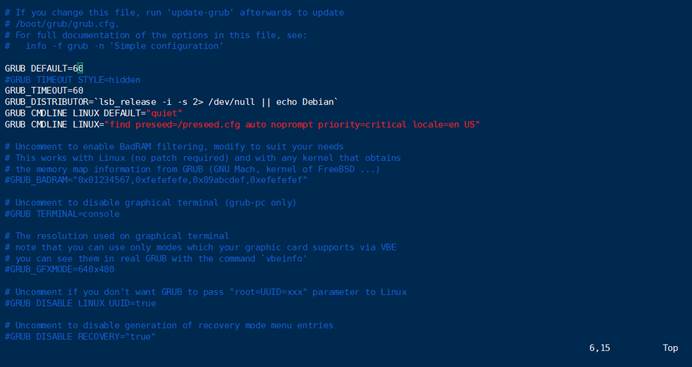 # If you change this file, run 'update-grub' afterwards to update
# /boot/grub/grub.cfg.
# For full documentation of the options in this file, see:
#   info -f grub -n 'Simple configuration'
GRUB_DEFAULT=60
#GRUB_TIMEOUT_STYLE=hidden
GRUB_TIMEOUT=60
GRUB_DISTRIBUTOR=`lsb_release -i -s 2> /dev/null || echo Debian`
GRUB_CMDLINE_LINUX_DEFAULT="quiet"
GRUB_CMDLINE_LINUX="find_preseed=/preseed.cfg auto noprompt priority=critical locale=en_US"
# Uncomment to enable BadRAM filtering, modify to suit your needs
# This works with Linux (no patch required) and with any kernel that obtains
# the memory map information from GRUB (GNU Mach, kernel of FreeBSD ...)
#GRUB_BADRAM="0x01234567,0xfefefefe,0x89abcdef,0xefefefef"
# Uncomment to disable graphical terminal (grub-pc only)
#GRUB_TERMINAL=console
# The resolution used on graphical terminal
# note that you can use only modes which your graphic card supports via VBE
# you can see them in real GRUB with the command `vbeinfo'
#GRUB_GFXMODE=640x480
# Uncomment if you don't want GRUB to pass "root=UUID=xxx" parameter to Linux
#GRUB_DISABLE_LINUX_UUID=true
# Uncomment to disable generation of recovery mode menu entries
#GRUB_DISABLE_RECOVERY="true"
6,15 Top